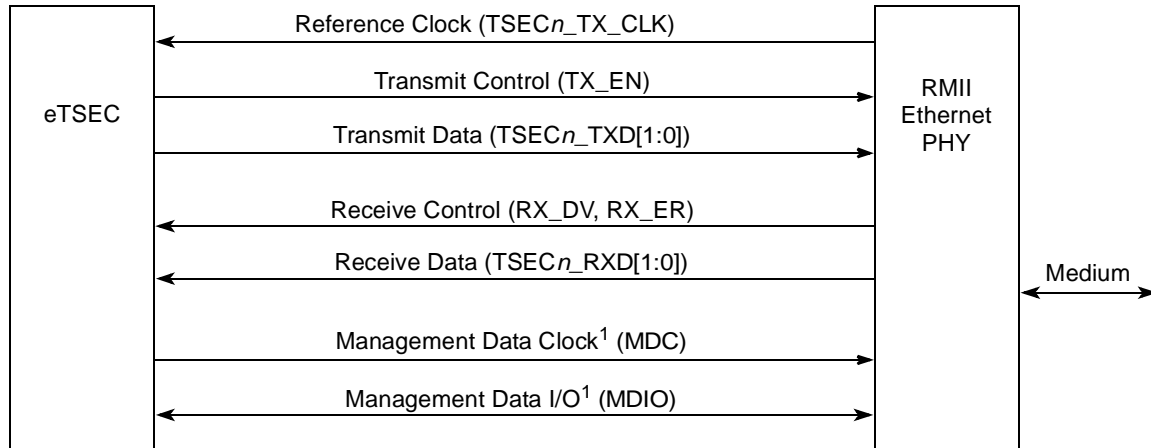 Reference Clock (TSECn_TX_CLK)
Transmit Control (TX_EN)
eTSEC
RMII
Ethernet
PHY
Transmit Data (TSECn_TXD[1:0])
Receive Control (RX_DV, RX_ER)
Receive Data (TSECn_RXD[1:0])
Medium
Management Data Clock¹ (MDC)
Management Data I/O¹ (MDIO)